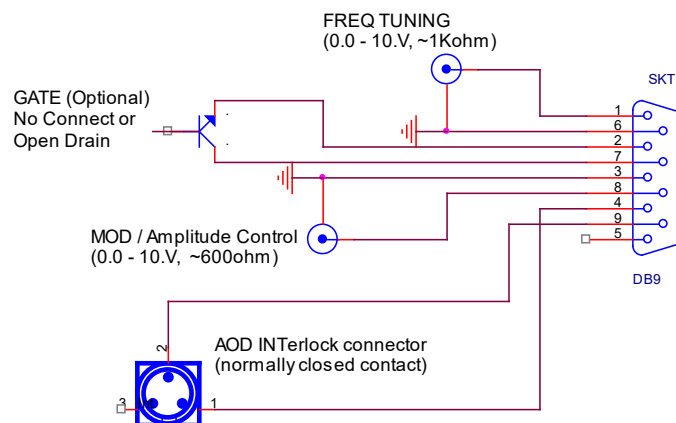 FREQ TUNING
(0.0 - 10.V, ~1Kohm)
SKT
GATE (Optional)
No Connect or
Open Drain
1
6
2
7
3
8
4
9
5
MOD / Amplitude Control
(0.0 - 10.V, ~600ohm)
DB9
2
AOD INTerlock connector
(normally closed contact)
3
1